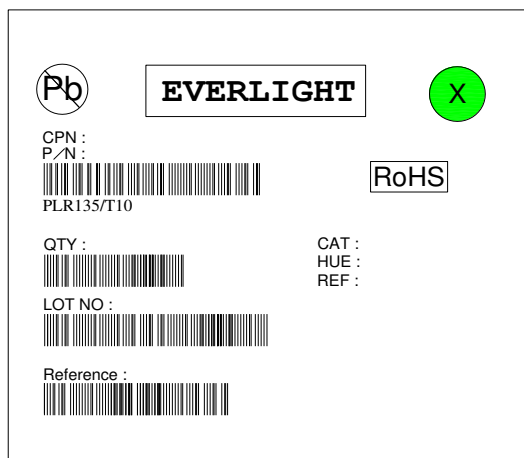 Pb
EVERLIGHT
X
CPN :
P/N :
RoHS
PLR135/T10
QTY :
CAT :
HUE :
REF :
LOT NO :
Reference :